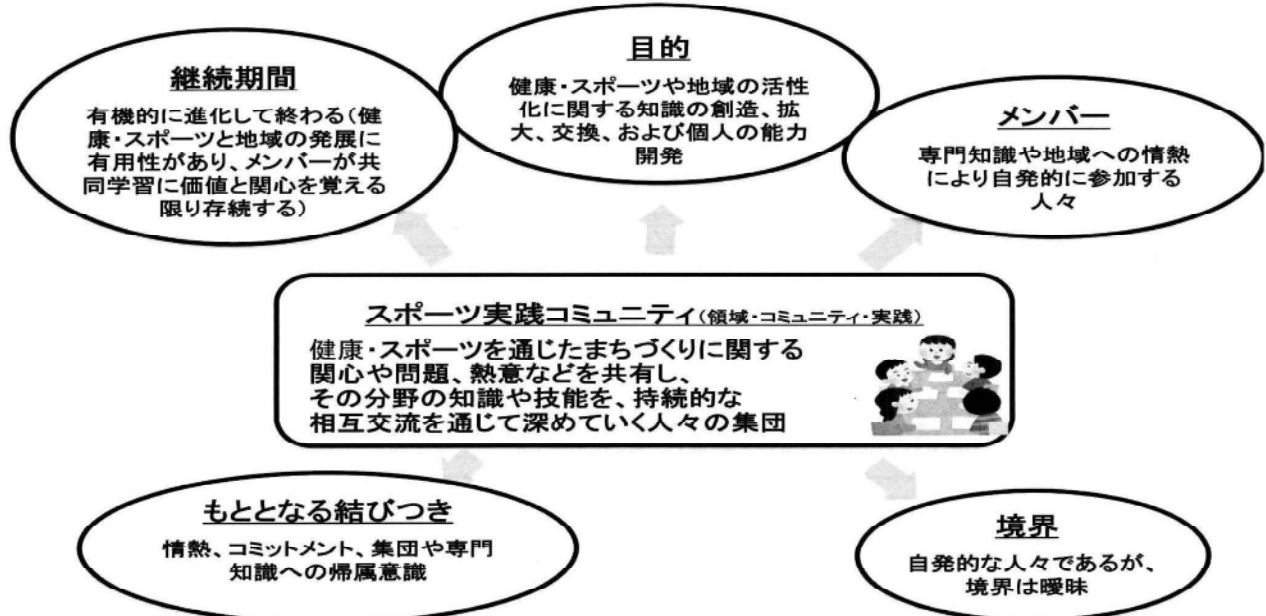 継続期間
有機的に進化して終わる(健
康・スポーツと地域の発展に
有用性があり、メンバーが共
同学習に価値と関心を覚える
限り存続する)
目的
健康・スポーツや地域の活性
化に関する知識の創造、拡
大、交換、および個人の能力
開発
メンバー
専門知識や地域への情熱
により自発的に参加する
人々
スポーツ実践コミュニティ(領域・コミュニティ・実践)
健康・スポーツを通じたまちづくりに関する
関心や問題、熱意などを共有し、
その分野の知識や技能を、持続的な
相互交流を通じて深めていく人々の集団
もととなる結びつき
情熱、コミットメント、集団や専門
知識への帰属意識
境界
自発的な人々であるが、
境界は曖昧